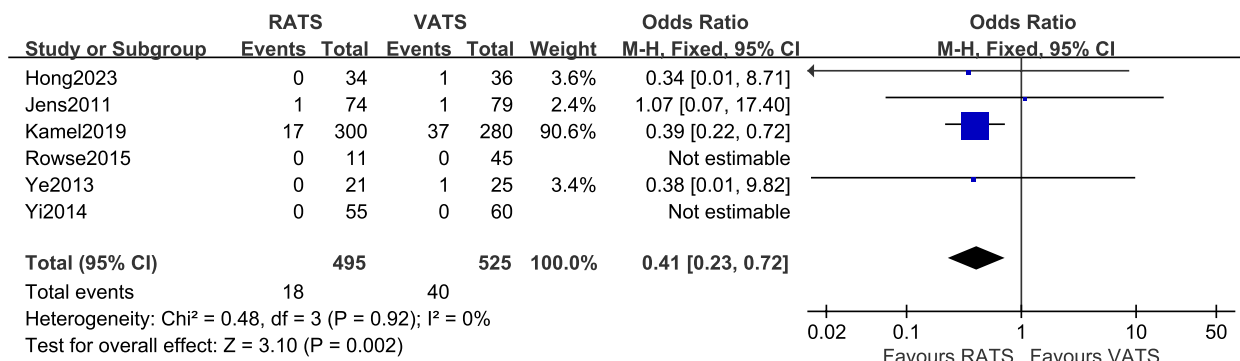 RATS VATS Odds Ratio Odds Ratio
Study or Subgroup Events Total Events Total Weight M-H, Fixed, 95% CI M-H, Fixed, 95% CI
Hong2023 0 34 1 36 3.6% 0.34 [0.01, 8.71]
Jens2011 1 74 1 79 2.4% 1.07 [0.07, 17.40]
Kamel2019 17 300 37 280 90.6% 0.39 [0.22, 0.72]
Rowse2015 0 11 0 45 Not estimable
Ye2013 0 21 1 25 3.4% 0.38 [0.01, 9.82]
Yi2014 0 55 0 60 Not estimable
Total (95% CI) 495 525 100.0% 0.41 [0.23, 0.72]
Total events 18 40
Heterogeneity: Chi² = 0.48, df = 3 (P = 0.92); I² = 0%
Test for overall effect: Z = 3.10 (P = 0.002)
0.02 0.1 1 10 50
Favours RATS Favours VATS